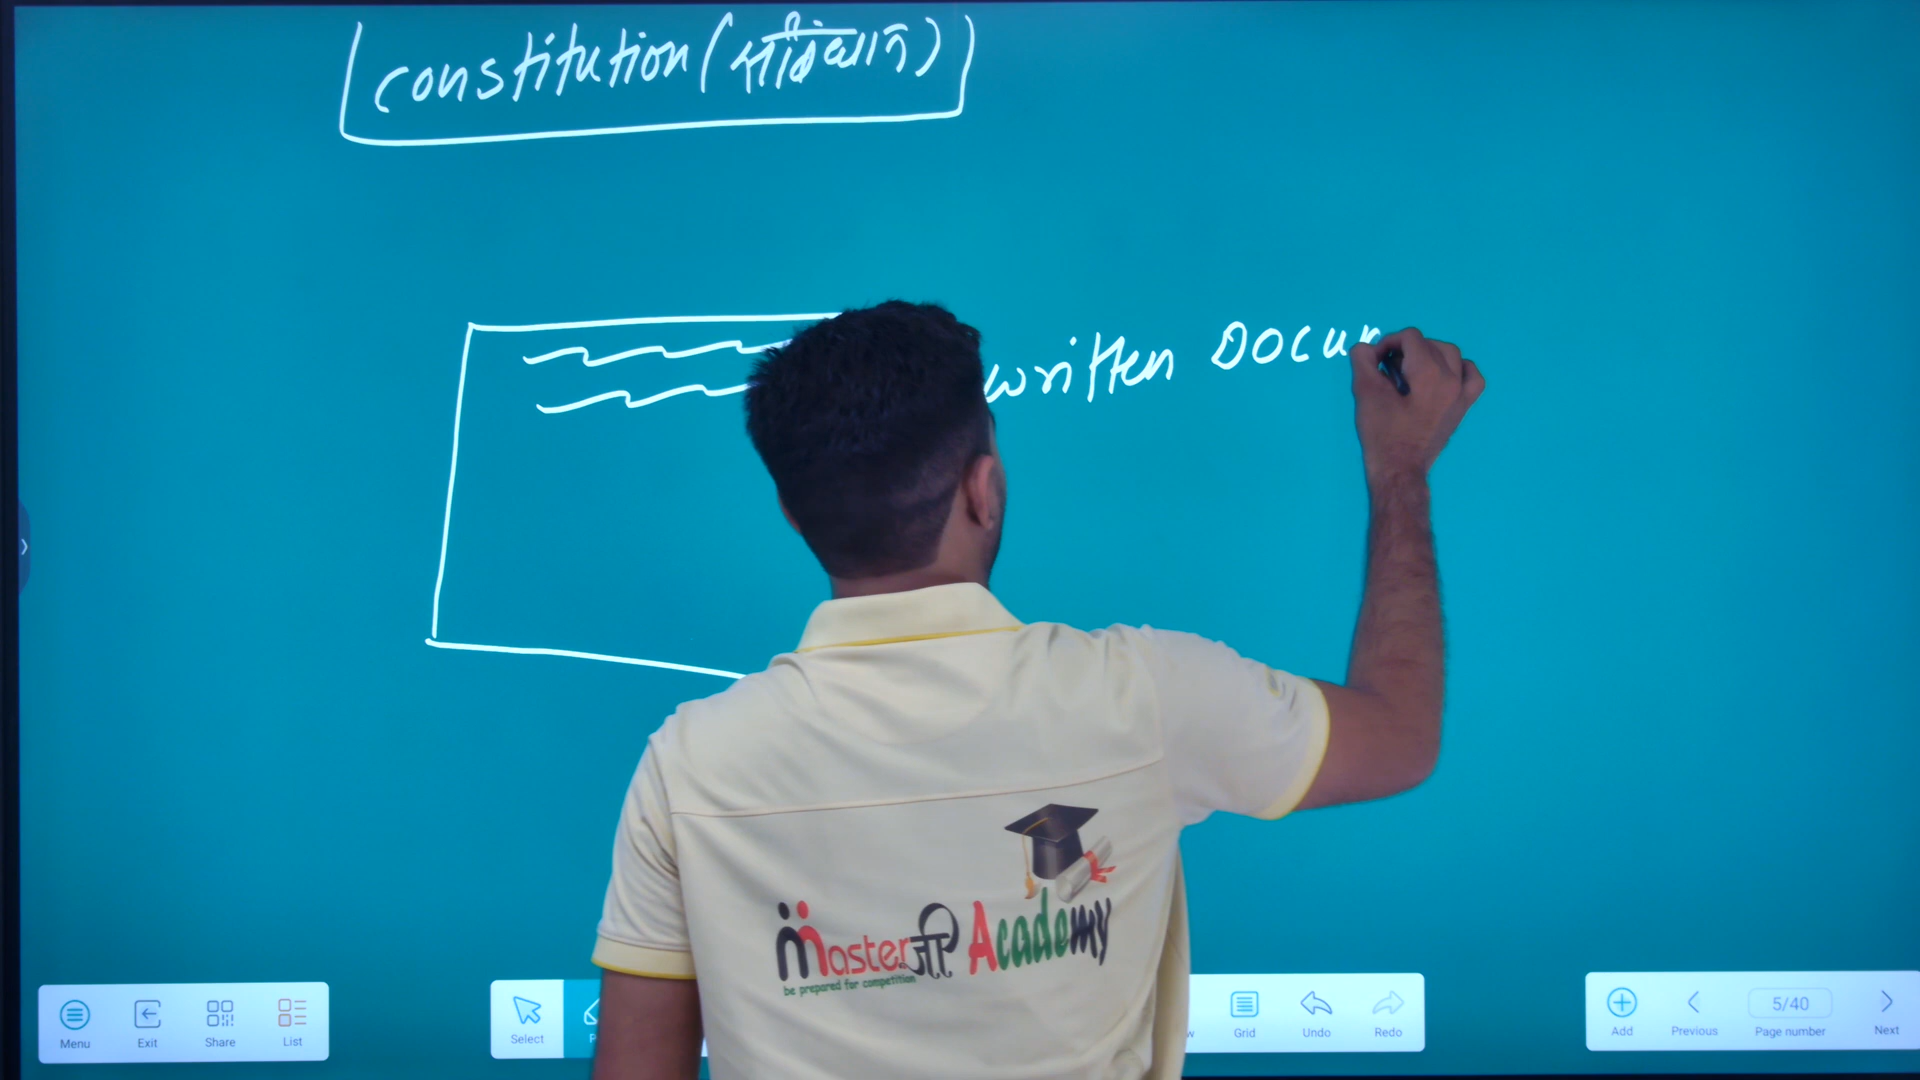 constitution (संविधान)
written Docum
Masterजी Academy
be prepared for competition
Menu Exit Share List
Select
Grid Undo Redo
Add Previous 5/40 Page number Next